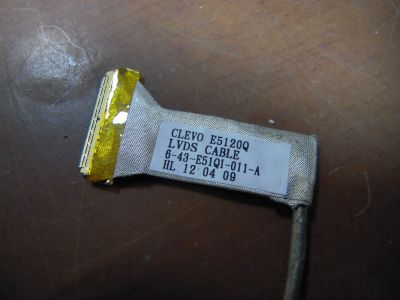 CLEVO E5120Q
LVDS CABLE
6-43-E51Q1-011-A
HL 12 04 09